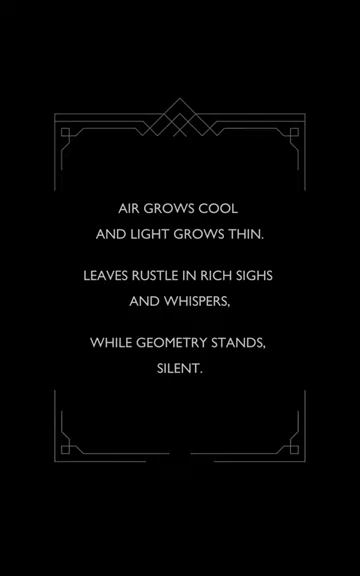 AIR GROWS COOL
AND LIGHT GROWS THIN.
LEAVES RUSTLE IN RICH SIGHS
AND WHISPERS,
WHILE GEOMETRY STANDS,
SILENT.